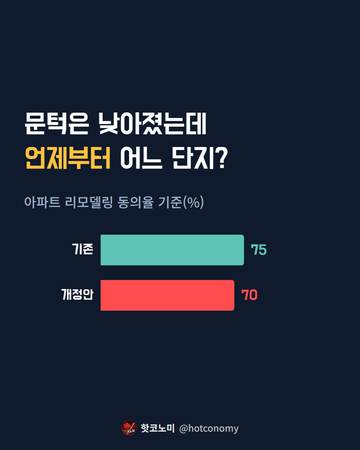 문턱은 낮아졌는데
언제부터 어느 단지?
아파트 리모델링 동의율 기준(%)
기존 75
개정안 70
핫코노미 @hotconomy